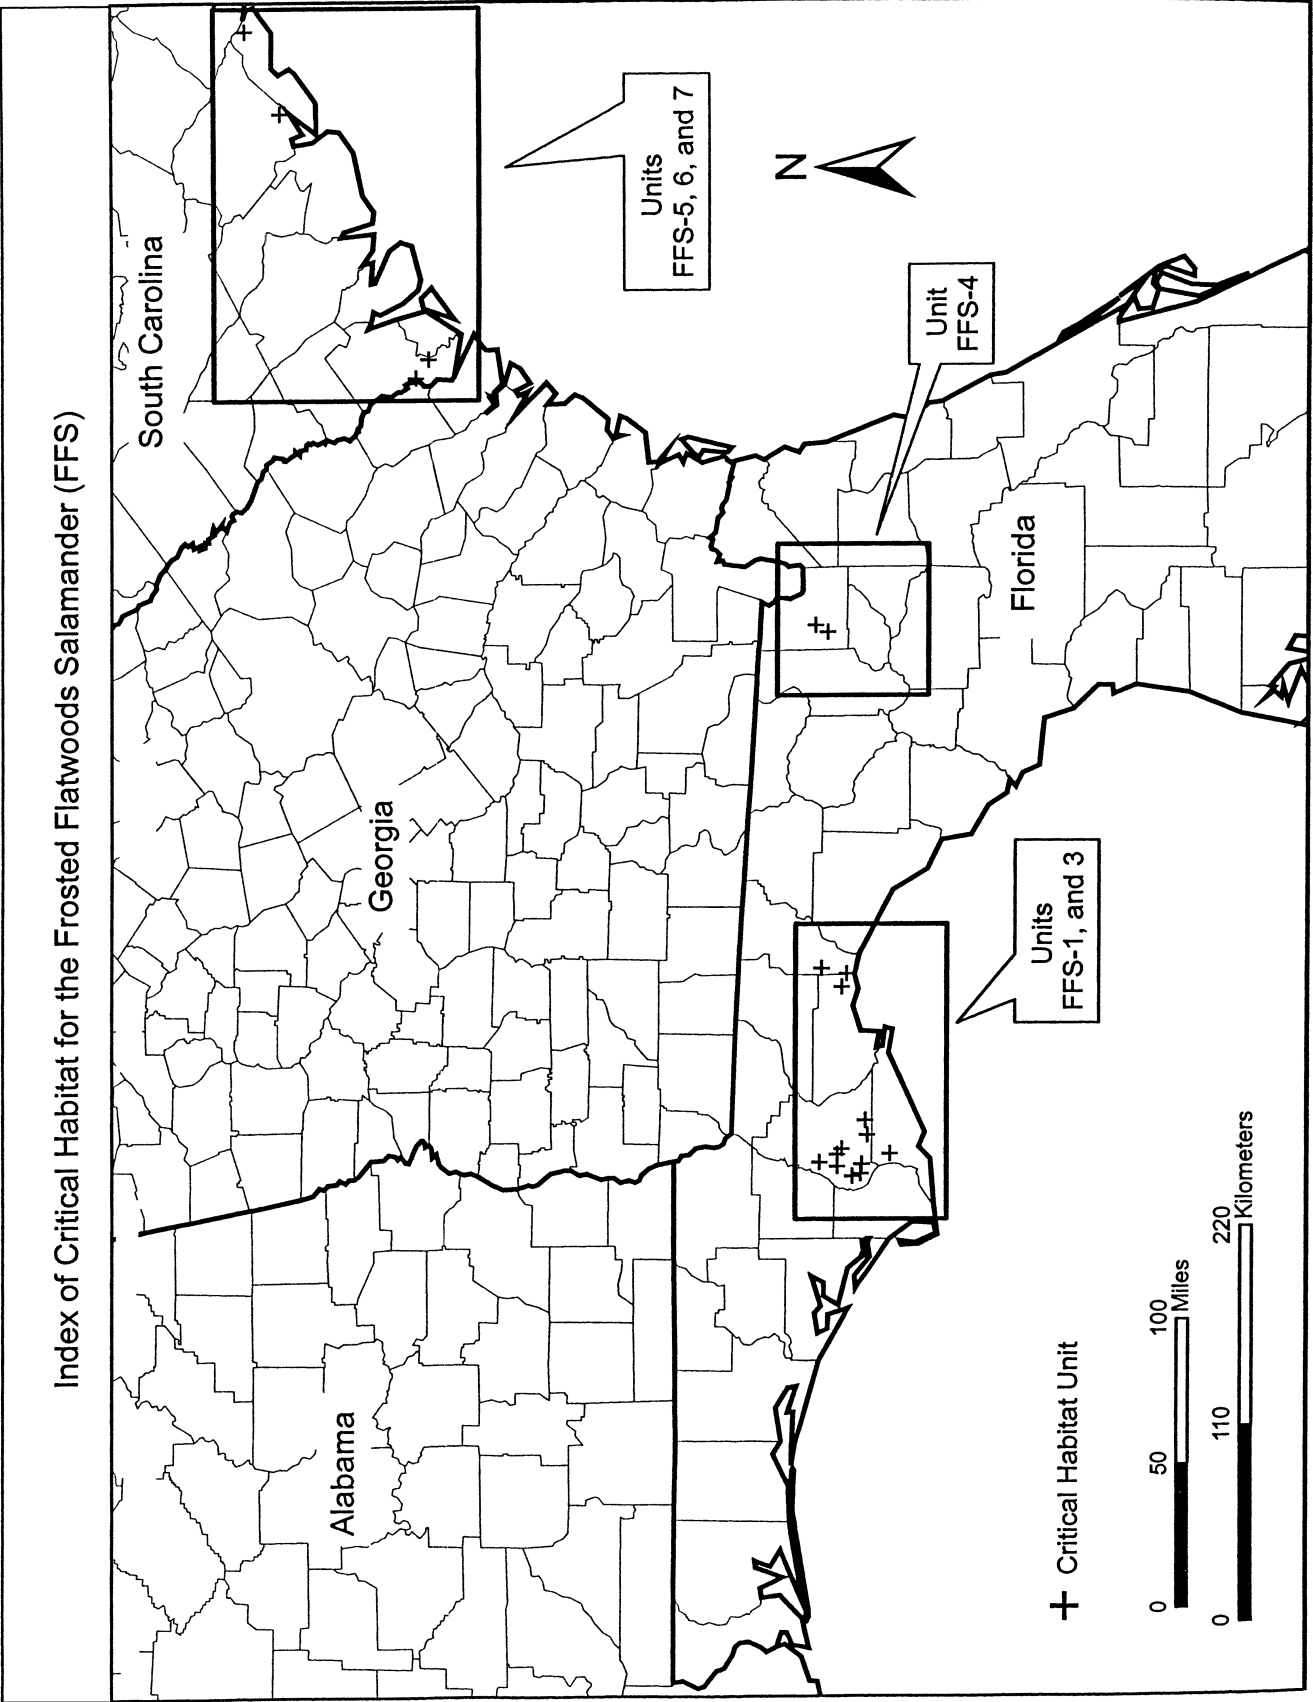 Index of Critical Habitat for the Frosted Flatwoods Salamander (FFS)
South Carolina
Georgia
Alabama
Florida
Units
FFS-5, 6, and 7
N
Unit
FFS-4
Units
FFS-1, and 3
Critical Habitat Unit
0 50 100
Miles
0 110 220
Kilometers